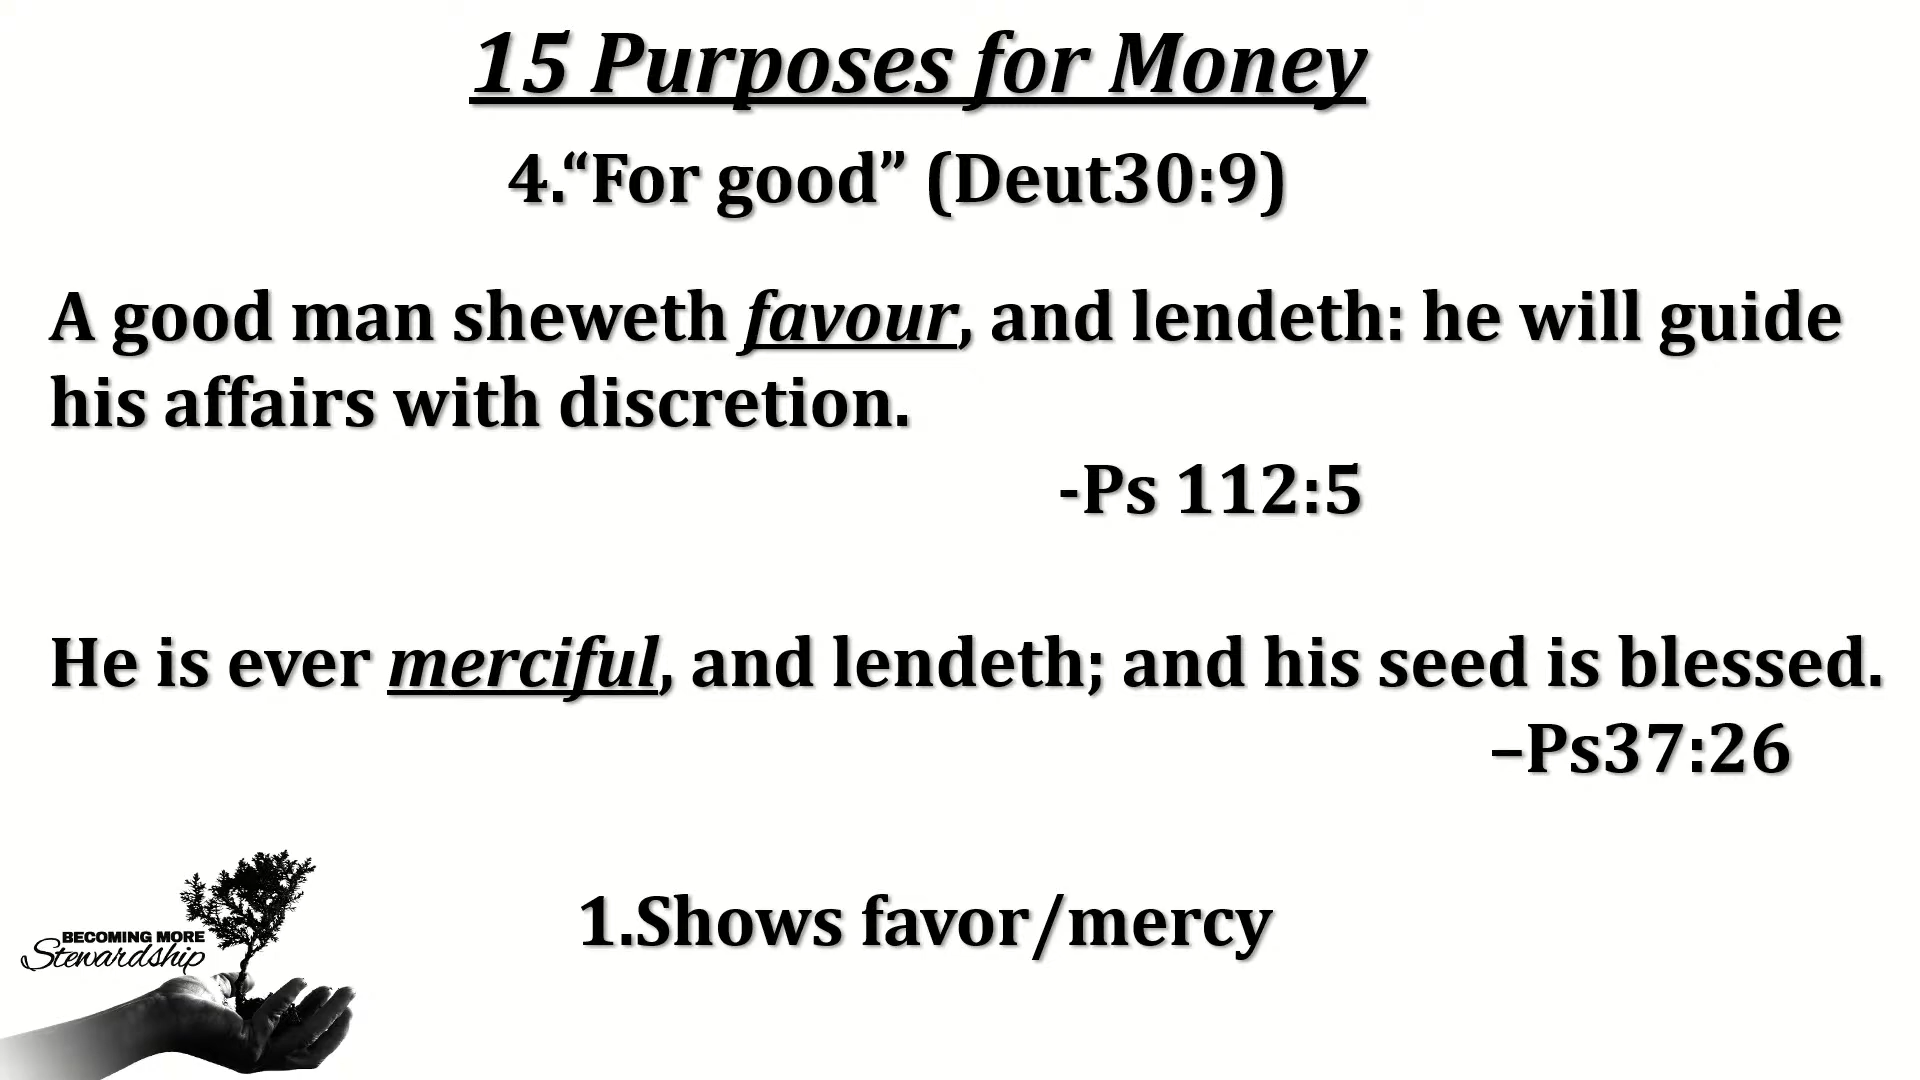 15 Purposes for Money
4.“For good” (Deut30:9)
A good man sheweth favour, and lendeth: he will guide
his affairs with discretion.
-Ps 112:5
He is ever merciful, and lendeth; and his seed is blessed.
–Ps37:26
1.Shows favor/mercy
BECOMING MORE
Stewardship